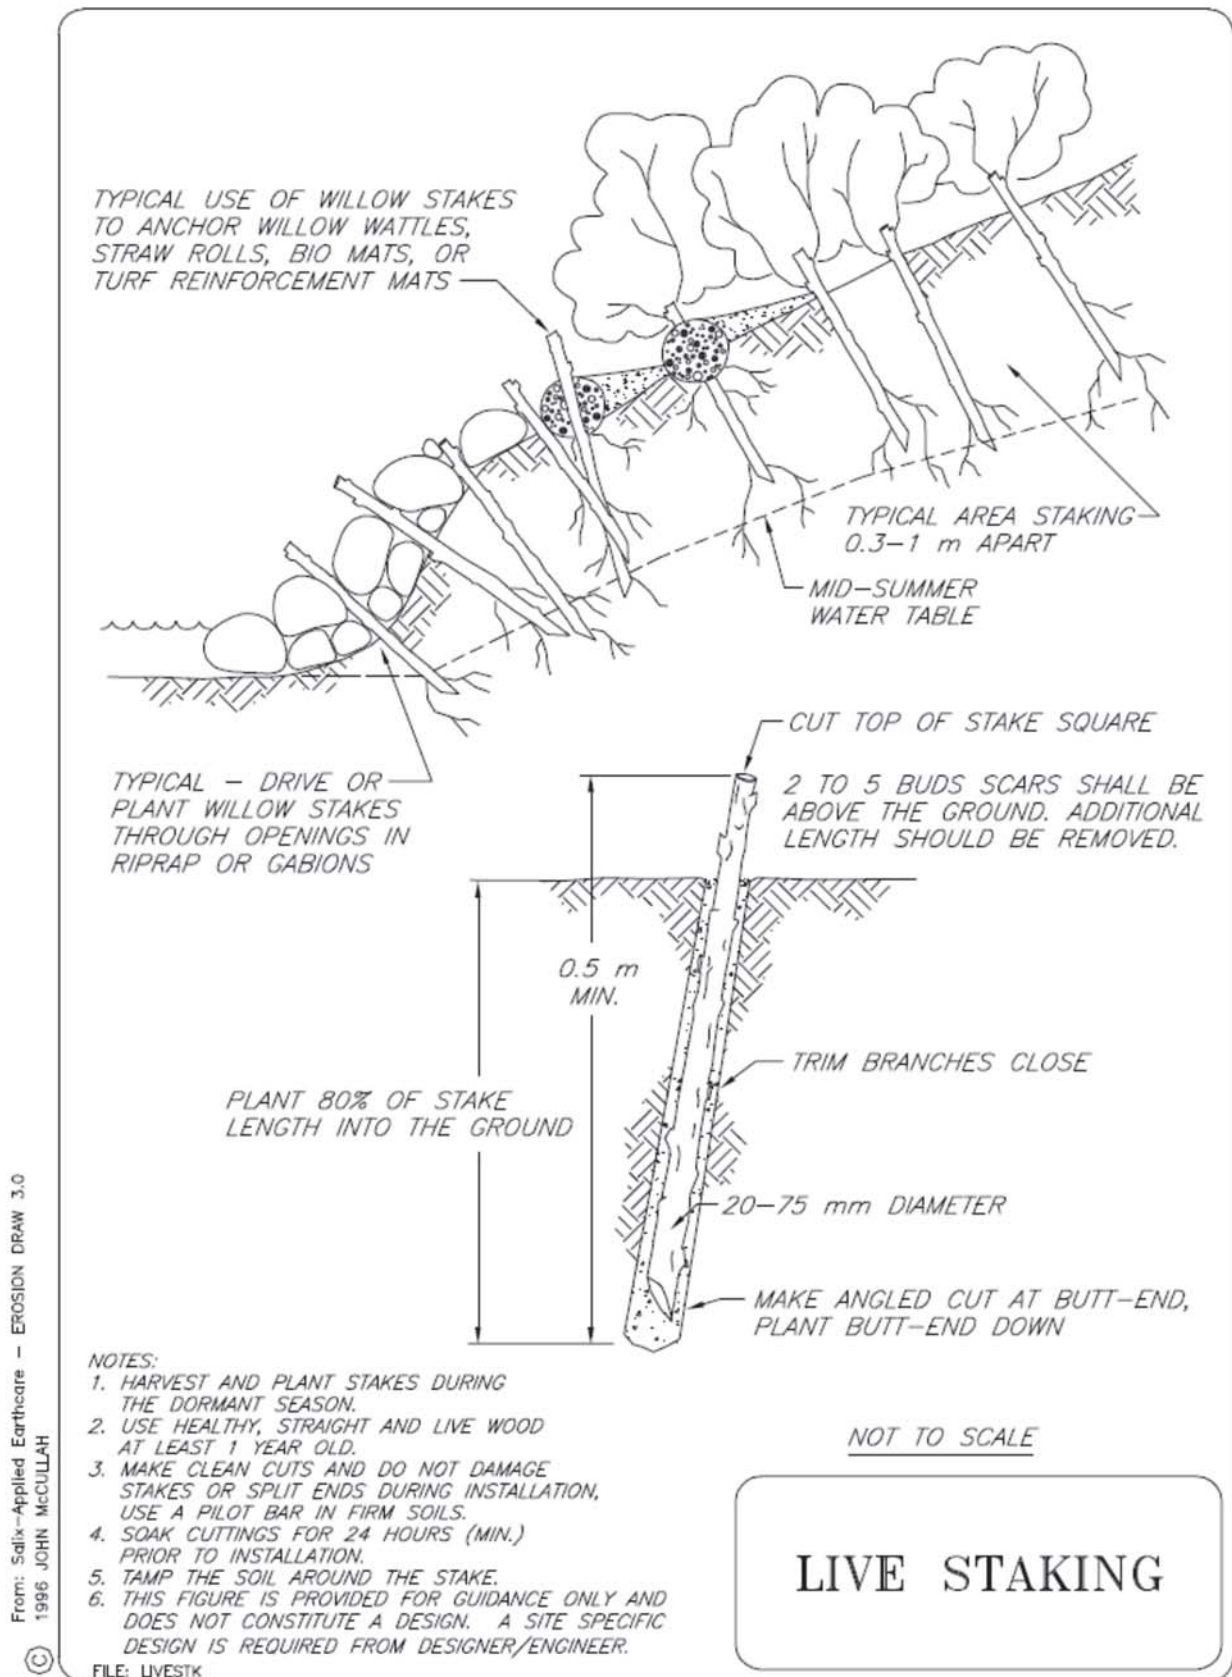 TYPICAL USE OF WILLOW STAKES
TO ANCHOR WILLOW WATTLES,
STRAW ROLLS, BIO MATS, OR
TURF REINFORCEMENT MATS
TYPICAL AREA STAKING
0.3–1 m APART
MID–SUMMER
WATER TABLE
TYPICAL – DRIVE OR
PLANT WILLOW STAKES
THROUGH OPENINGS IN
RIPRAP OR GABIONS
CUT TOP OF STAKE SQUARE
2 TO 5 BUDS SCARS SHALL BE
ABOVE THE GROUND. ADDITIONAL
LENGTH SHOULD BE REMOVED.
0.5 m
MIN.
TRIM BRANCHES CLOSE
PLANT 80% OF STAKE
LENGTH INTO THE GROUND
20–75 mm DIAMETER
MAKE ANGLED CUT AT BUTT–END,
PLANT BUTT–END DOWN
NOTES:
1. HARVEST AND PLANT STAKES DURING
THE DORMANT SEASON.
2. USE HEALTHY, STRAIGHT AND LIVE WOOD
AT LEAST 1 YEAR OLD.
3. MAKE CLEAN CUTS AND DO NOT DAMAGE
STAKES OR SPLIT ENDS DURING INSTALLATION,
USE A PILOT BAR IN FIRM SOILS.
4. SOAK CUTTINGS FOR 24 HOURS (MIN.)
PRIOR TO INSTALLATION.
5. TAMP THE SOIL AROUND THE STAKE.
6. THIS FIGURE IS PROVIDED FOR GUIDANCE ONLY AND
DOES NOT CONSTITUTE A DESIGN. A SITE SPECIFIC
DESIGN IS REQUIRED FROM DESIGNER/ENGINEER.
FILE: LIVESTK
NOT TO SCALE
LIVE STAKING
From: Salix–Applied Earthcare – EROSION DRAW 3.0
© 1996 JOHN McCULLAH